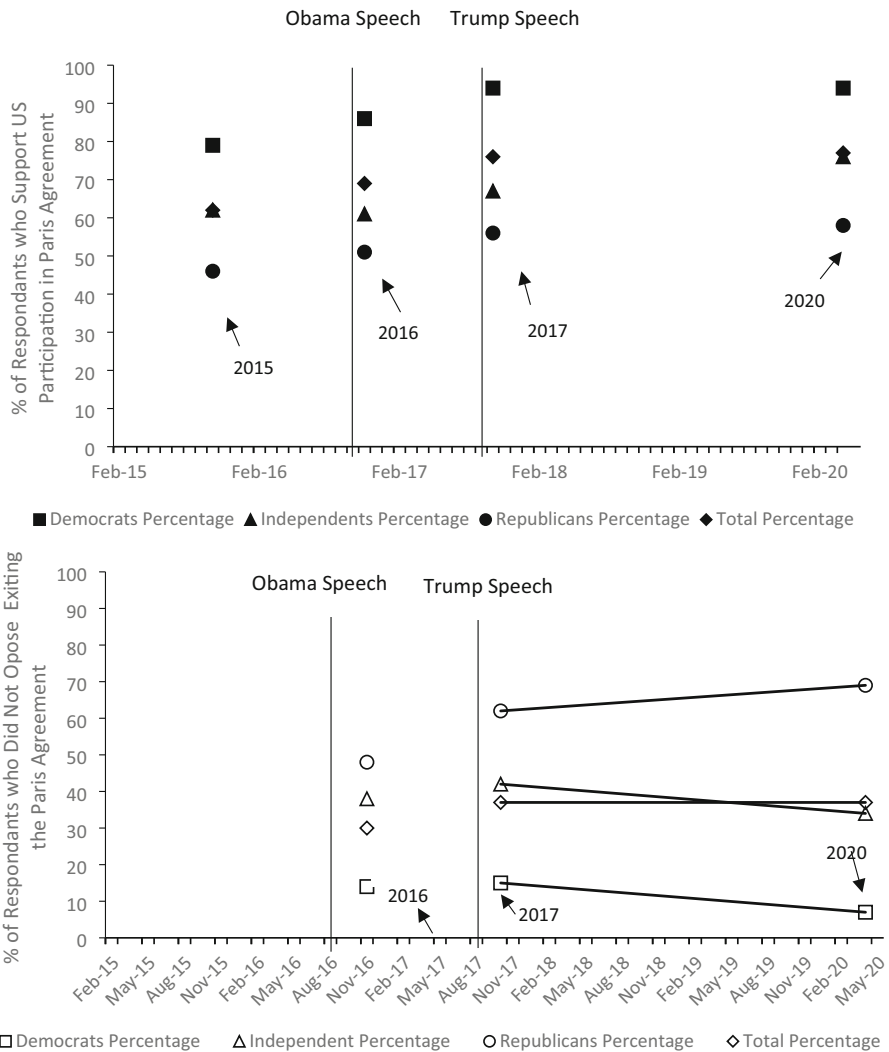 Obama Speech Trump Speech
% of Respondants who Support US
Participation in Paris Agreement
100
90
80
70
60
50
40
30
20
10
0
2015
2016
2017
2020
Feb-15 Feb-16 Feb-17 Feb-18 Feb-19 Feb-20
Democrats Percentage Independents Percentage Republicans Percentage Total Percentage
% of Respondants who Did Not Opose Exiting
the Paris Agreement
100
90
80
70
60
50
40
30
20
10
0
Obama Speech Trump Speech
2016
2017
2020
Feb-15 May-15 Aug-15 Nov-15 Feb-16 May-16 Aug-16 Nov-16 Feb-17 May-17 Aug-17 Nov-17 Feb-18 May-18 Aug-18 Nov-18 Feb-19 May-19 Aug-19 Nov-19 Feb-20 May-20
Democrats Percentage Independent Percentage Republicans Percentage Total Percentage